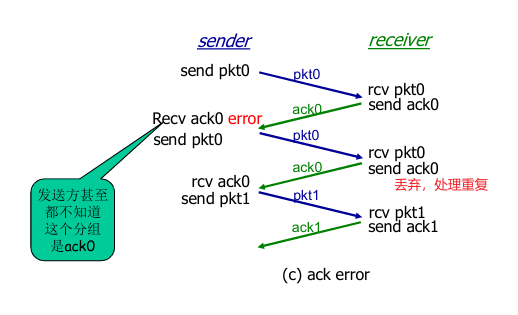 sender
receiver
send pkt0
pkt0
rcv pkt0
send ack0
ack0
Recv ack0 error
send pkt0
pkt0
rcv pkt0
send ack0
丢弃，处理重复
ack0
rcv ack0
send pkt1
pkt1
rcv pkt1
send ack1
ack1
发送方甚至
都不知道
这个分组
是ack0
(c) ack error